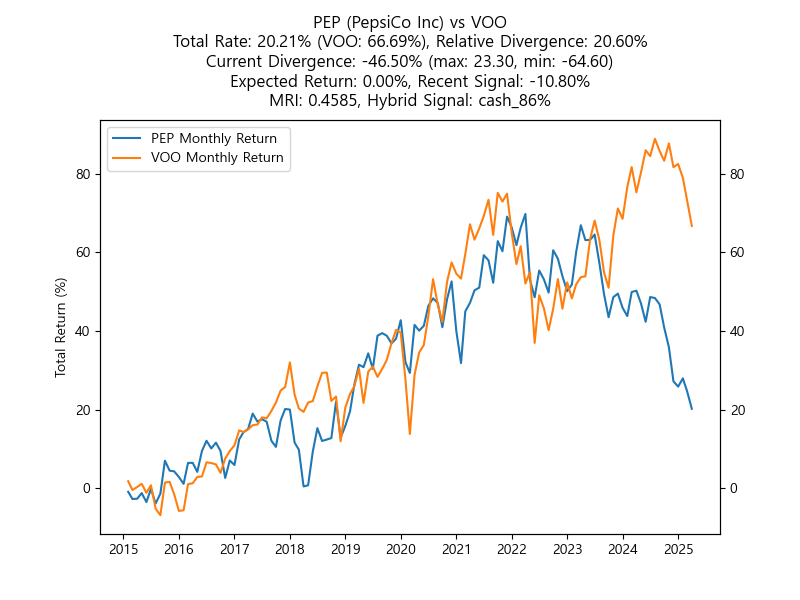 PEP (PepsiCo Inc) vs VOO
Total Rate: 20.21% (VOO: 66.69%), Relative Divergence: 20.60%
Current Divergence: -46.50% (max: 23.30, min: -64.60)
Expected Return: 0.00%, Recent Signal: -10.80%
MRI: 0.4585, Hybrid Signal: cash_86%
PEP Monthly Return
VOO Monthly Return
80 80
60 60
40 40
20 20
0 0
Total Return (%)
2015 2016 2017 2018 2019 2020 2021 2022 2023 2024 2025